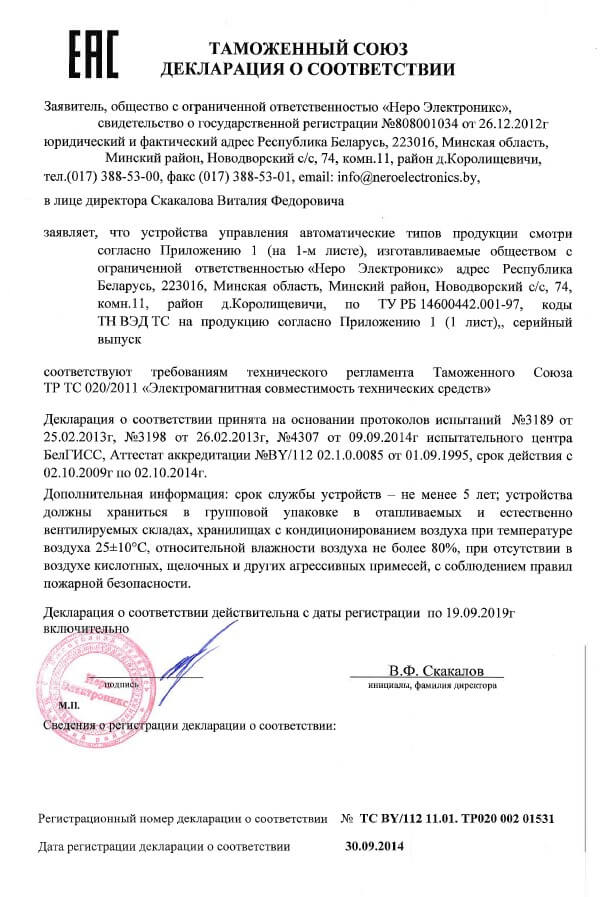 ЕАС
ТАМОЖЕННЫЙ СОЮЗ
ДЕКЛАРАЦИЯ О СООТВЕТСТВИИ
Заявитель, общество с ограниченной ответственностью «Неро Электроникс»,
свидетельство о государственной регистрации №808001034 от 26.12.2012г
юридический и фактический адрес Республика Беларусь, 223016, Минская область,
Минский район, Новодворский с/с, 74, комн.11, район д.Королищевичи,
тел.(017) 388-53-00, факс (017) 388-53-01, email: info@neroelectronics.by,
в лице директора Скакалова Виталия Федоровича
заявляет, что устройства управления автоматические типов продукции смотри
согласно Приложению 1 (на 1-м листе), изготавливаемые обществом с
ограниченной ответственностью «Неро Электроникс» адрес Республика
Беларусь, 223016, Минская область, Минский район, Новодворский с/с, 74,
комн.11, район д.Королищевичи, по ТУ РБ 14600442.001-97, коды
ТН ВЭД ТС на продукцию согласно Приложению 1 (1 лист),, серийный
выпуск
соответствуют требованиям технического регламента Таможенного Союза
ТР ТС 020/2011 «Электромагнитная совместимость технических средств»
Декларация о соответствии принята на основании протоколов испытаний №3189 от
25.02.2013г, №3198 от 26.02.2013г, №4307 от 09.09.2014г испытательного центра
БелГИСС, Аттестат аккредитации №BY/112 02.1.0.0085 от 01.09.1995, срок действия с
02.10.2009г по 02.10.2014г.
Дополнительная информация: срок службы устройств – не менее 5 лет; устройства
должны храниться в групповой упаковке в отапливаемых и естественно
вентилируемых складах, хранилищах с кондиционированием воздуха при температуре
воздуха 25±10°С, относительной влажности воздуха не более 80%, при отсутствии в
воздухе кислотных, щелочных и других агрессивных примесей, с соблюдением правил
пожарной безопасности.
Декларация о соответствии действительна с даты регистрации по 19.09.2019г
включительно
В.Ф. Скакалов
подпись
инициалы, фамилия директора
Неро
Электроникс
М.П.
Сведения о регистрации декларации о соответствии:
Регистрационный номер декларации о соответствии № ТС BY/112 11.01. ТР020 002 01531
Дата регистрации декларации о соответствии 30.09.2014